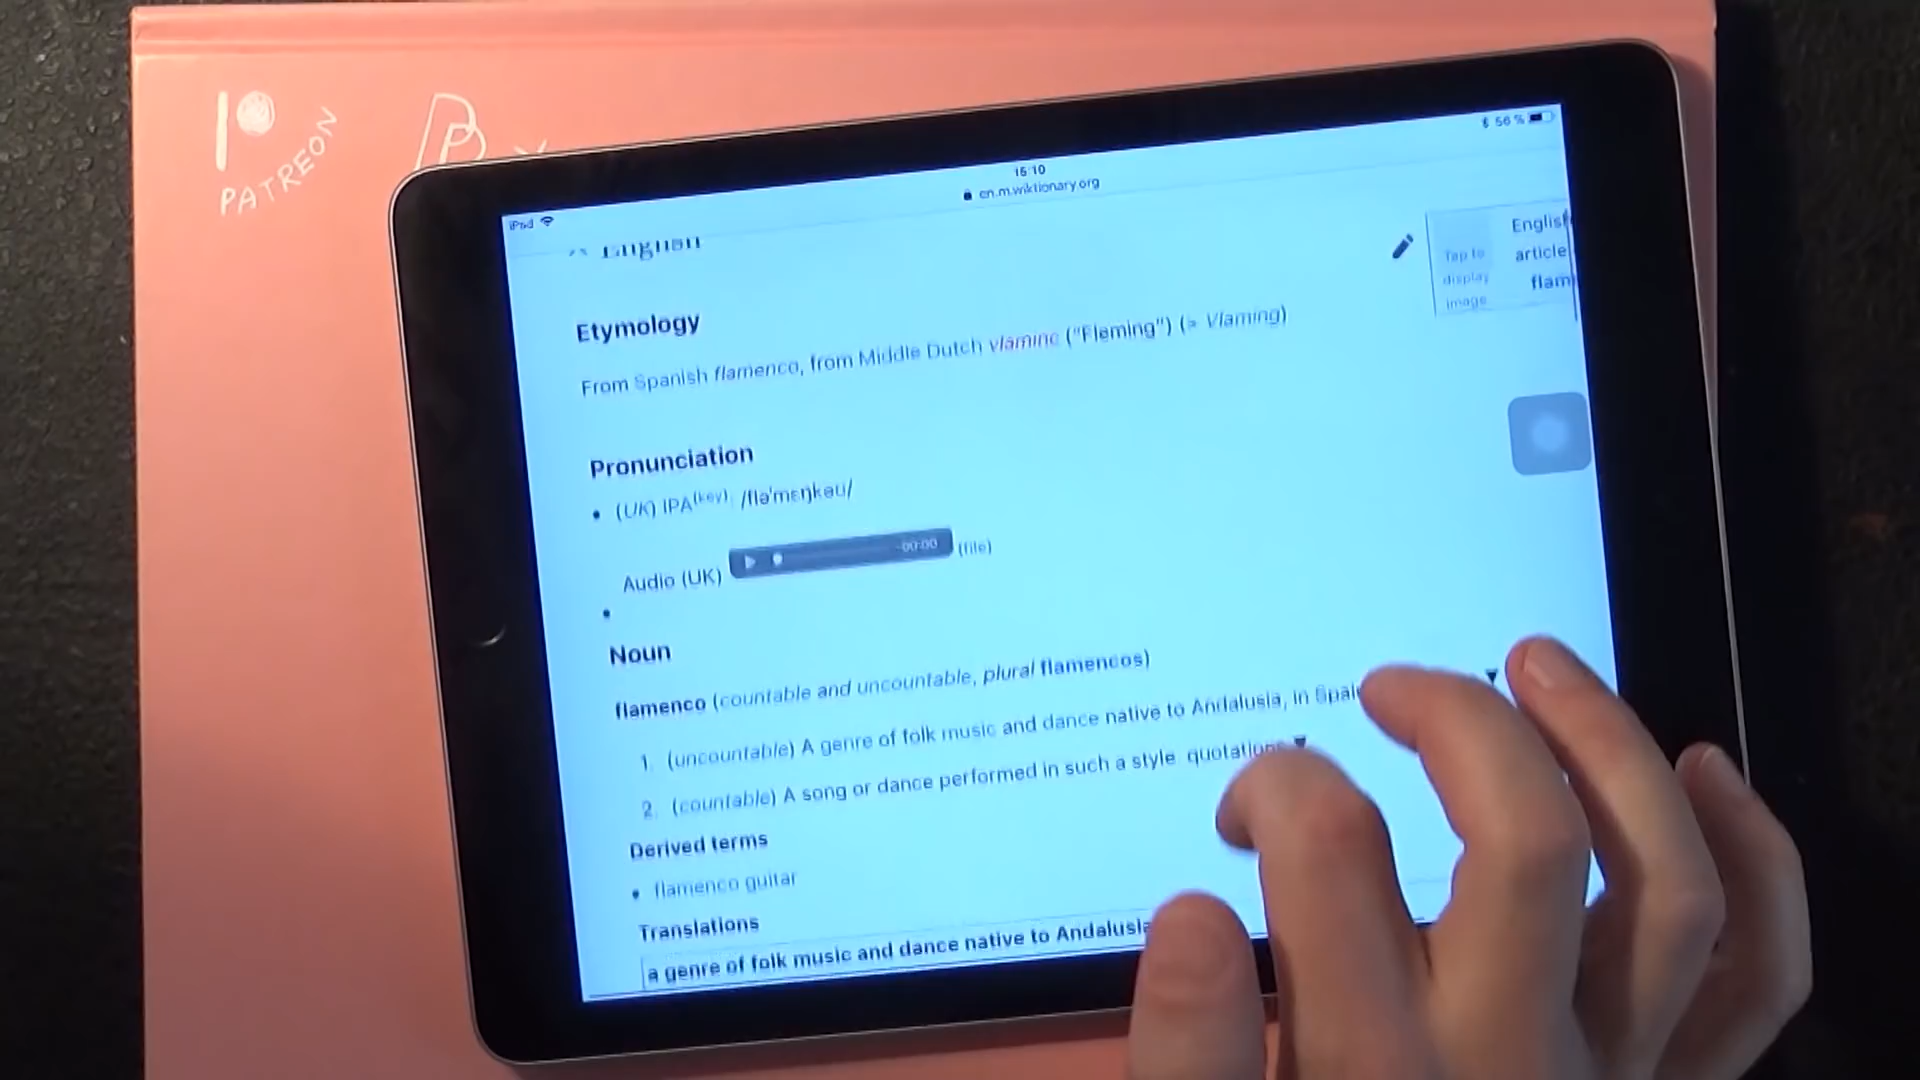 PATREON
iPad
15:10
56 %
en.m.wiktionary.org
English
Tap to display image
English
article
flam
Etymology
From Spanish flamenco, from Middle Dutch vlaminc ("Fleming") (> Vlaming)
Pronunciation
(UK) IPA(key): /fləˈmɛŋkəʊ/
Audio (UK) 00:00 (file)
Noun
flamenco (countable and uncountable, plural flamencos)
1. (uncountable) A genre of folk music and dance native to Andalusia, in Spain
2. (countable) A song or dance performed in such a style quotations ▼
Derived terms
flamenco guitar
Translations
a genre of folk music and dance native to Andalusia